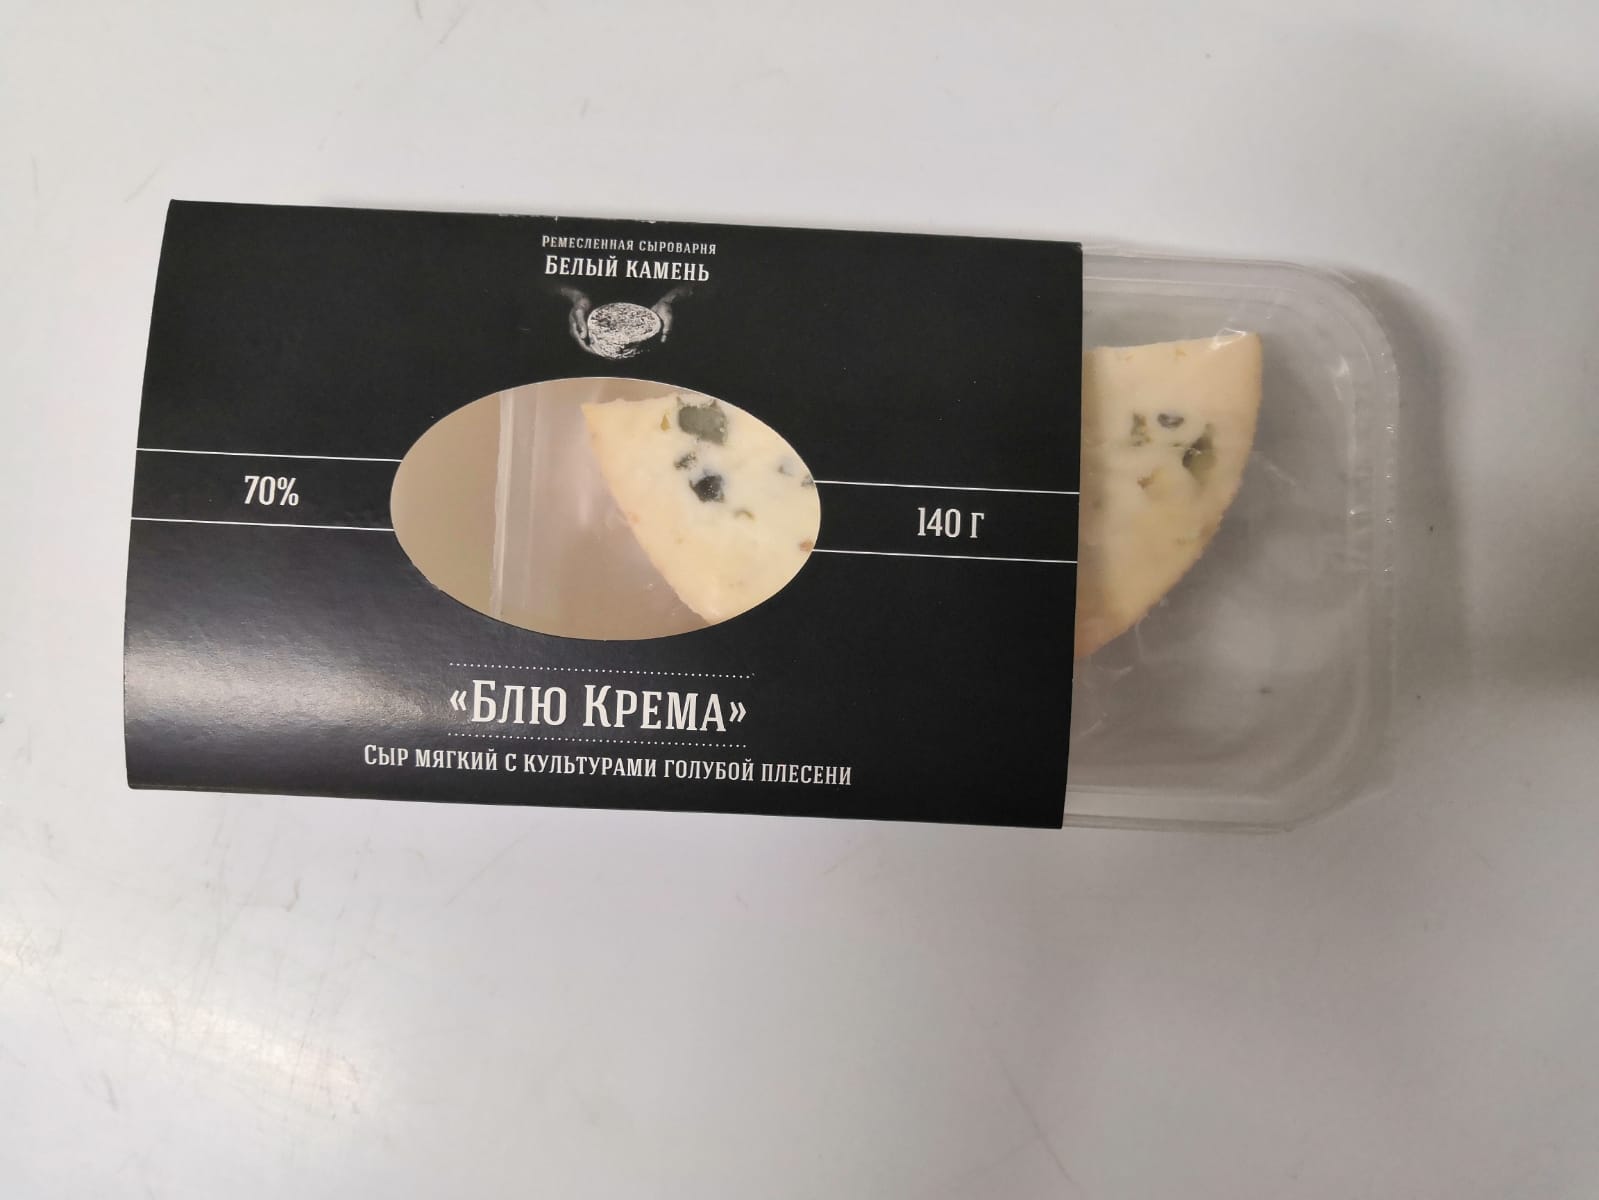 Ремесленная сыроварня
Белый камень
70%
140 г
«Блю Крема»
Сыр мягкий с культурами голубой плесени